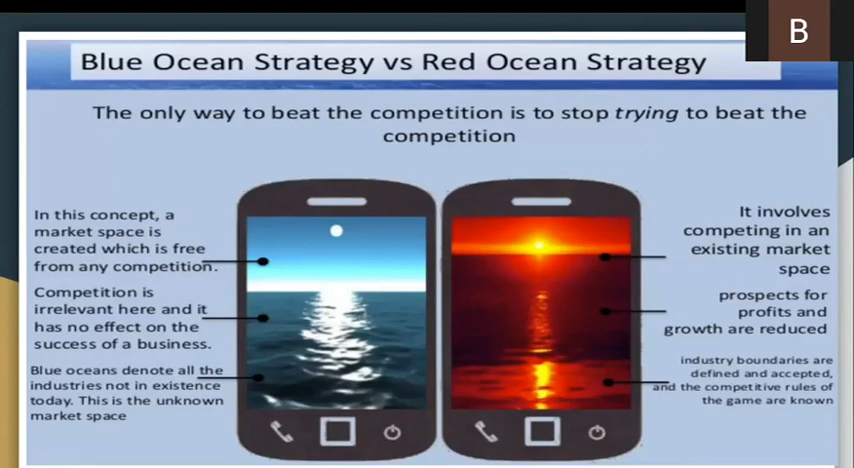 B
Blue Ocean Strategy vs Red Ocean Strategy
The only way to beat the competition is to stop trying to beat the
competition
In this concept, a
market space is
created which is free
from any competition.
Competition is
irrelevant here and it
has no effect on the
success of a business.
Blue oceans denote all the
industries not in existence
today. This is the unknown
market space
It involves
competing in an
existing market
space
prospects for
profits and
growth are reduced
industry boundaries are
defined and accepted,
and the competitive rules of
the game are known